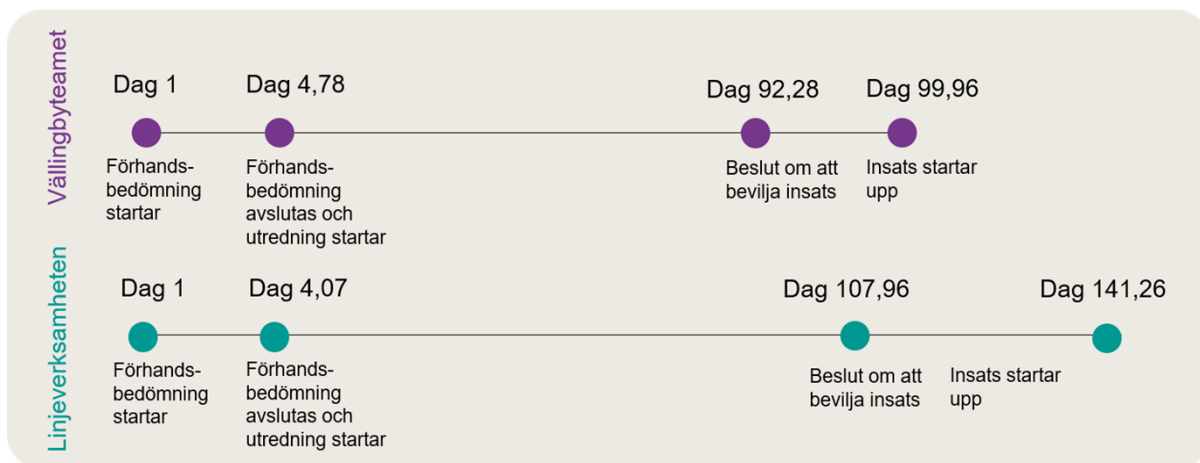 Vällingbyteamet
Dag 1
Dag 4,78
Dag 92,28
Dag 99,96
Förhands-
bedömning
startar
Förhands-
bedömning
avslutas och
utredning startar
Beslut om att
bevilja insats
Insats startar
upp
Linjeverksamheten
Dag 1
Dag 4,07
Dag 107,96
Dag 141,26
Förhands-
bedömning
startar
Förhands-
bedömning
avslutas och
utredning startar
Beslut om att
bevilja insats
Insats startar
upp